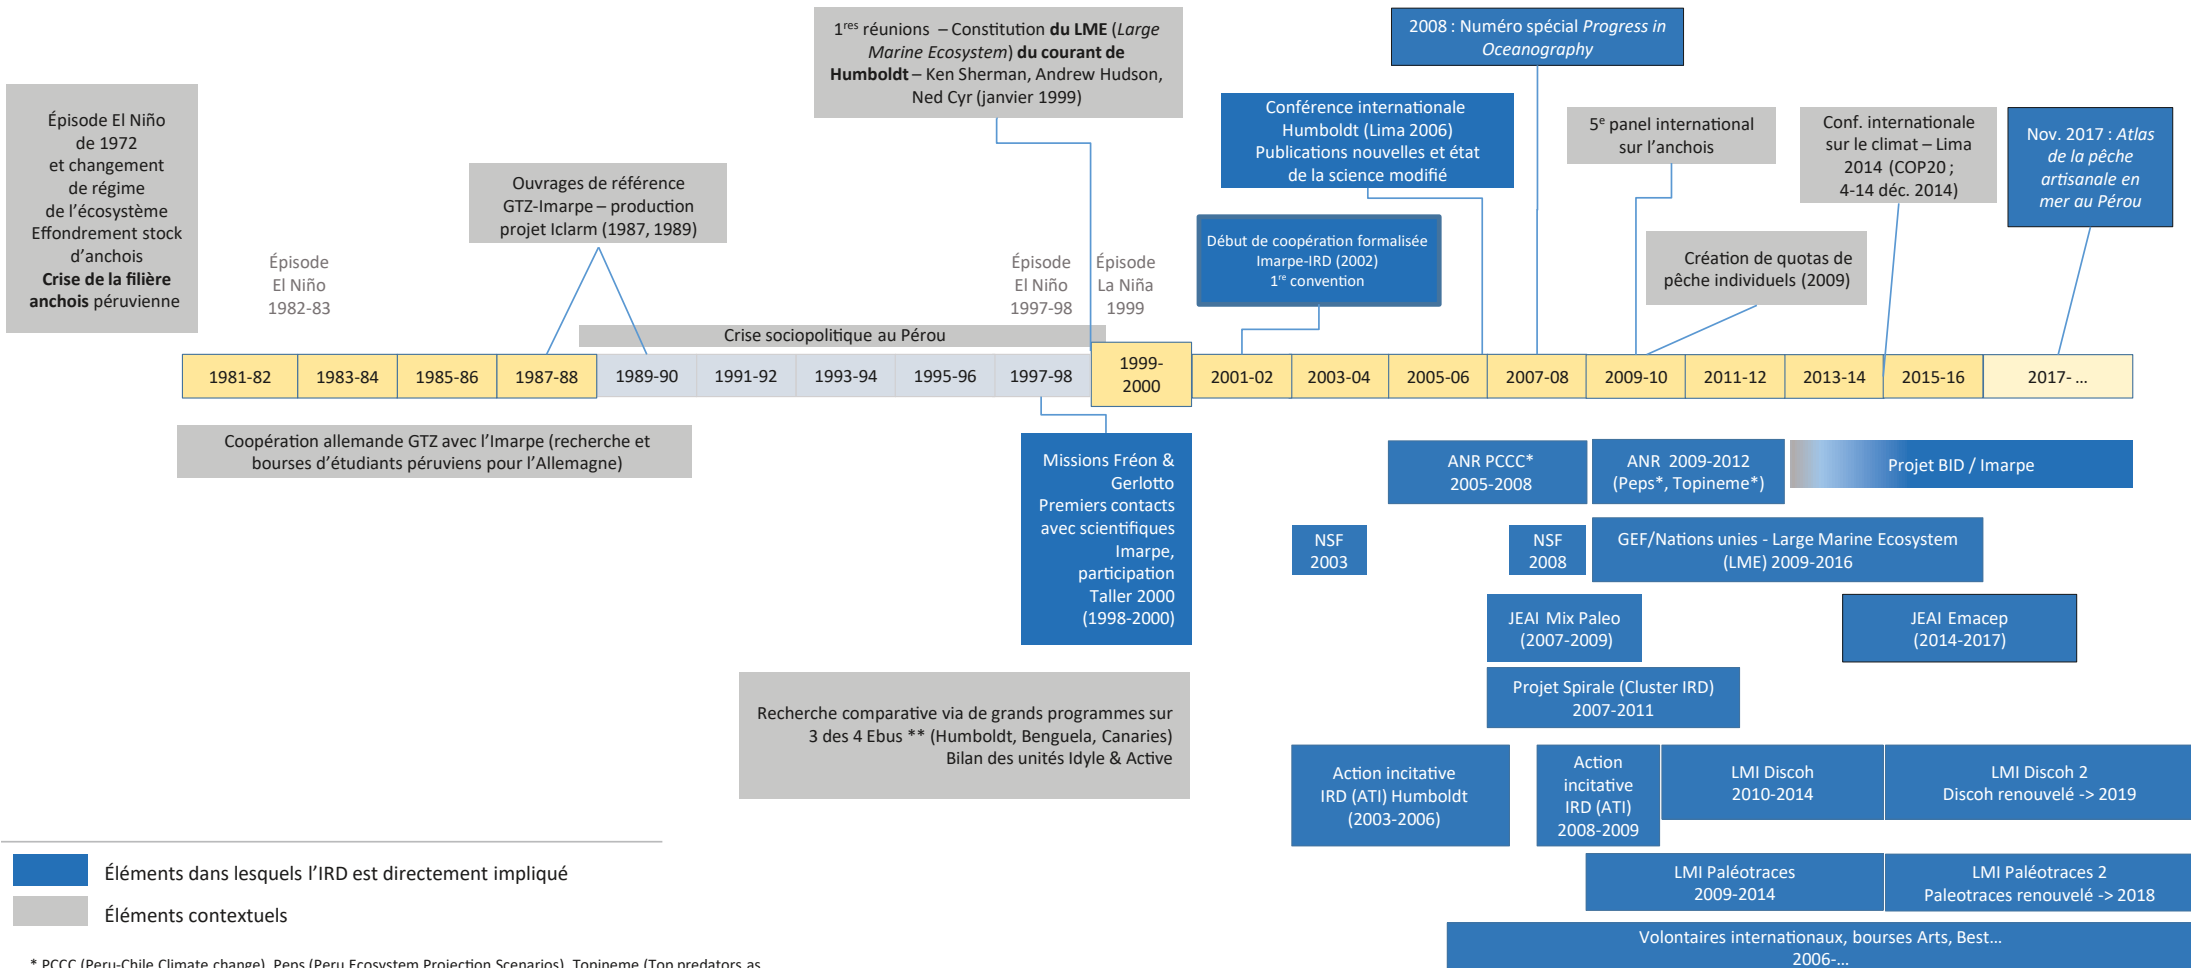 Épisode El Niño
de 1972
et changement
de régime
de l'écosystème
Effondrement stock
d'anchois
Crise de la filière
anchois péruvienne
Épisode
El Niño
1982-83
Ouvrages de référence
GTZ-Imarpe – production
projet Iclarm (1987, 1989)
1res réunions – Constitution du LME (Large
Marine Ecosystem) du courant de
Humboldt – Ken Sherman, Andrew Hudson,
Ned Cyr (janvier 1999)
Épisode
El Niño
1997-98
Épisode
La Niña
1999
Crise sociopolitique au Pérou
2008 : Numéro spécial Progress in
Oceanography
Conférence internationale
Humboldt (Lima 2006)
Publications nouvelles et état
de la science modifié
Début de coopération formalisée
Imarpe-IRD (2002)
1re convention
5e panel international
sur l'anchois
Création de quotas de
pêche individuels (2009)
Conf. internationale
sur le climat – Lima
2014 (COP20 ;
4-14 déc. 2014)
Nov. 2017 : Atlas
de la pêche
artisanale en
mer au Pérou
1981-82
1983-84
1985-86
1987-88
1989-90
1991-92
1993-94
1995-96
1997-98
1999-
2000
2001-02
2003-04
2005-06
2007-08
2009-10
2011-12
2013-14
2015-16
2017- ...
Coopération allemande GTZ avec l'Imarpe (recherche et
bourses d'étudiants péruviens pour l'Allemagne)
Missions Fréon &
Gerlotto
Premiers contacts
avec scientifiques
Imarpe,
participation
Taller 2000
(1998-2000)
Recherche comparative via de grands programmes sur
3 des 4 Ebus ** (Humboldt, Benguela, Canaries)
Bilan des unités Idyle & Active
ANR PCCC*
2005-2008
ANR 2009-2012
(Peps*, Topineme*)
Projet BID / Imarpe
NSF
2003
NSF
2008
GEF/Nations unies - Large Marine Ecosystem
(LME) 2009-2016
JEAI Mix Paleo
(2007-2009)
JEAI Emacep
(2014-2017)
Projet Spirale (Cluster IRD)
2007-2011
Action incitative
IRD (ATI) Humboldt
(2003-2006)
Action
incitative
IRD (ATI)
2008-2009
LMI Discoh
2010-2014
LMI Discoh 2
Discoh renouvelé -> 2019
LMI Paléotraces
2009-2014
LMI Paléotraces 2
Paleotraces renouvelé -> 2018
Volontaires internationaux, bourses Arts, Best...
2006-...
Éléments dans lesquels l'IRD est directement impliqué
Éléments contextuels
* PCCC (Peru-Chile Climate change), Peps (Peru Ecosystem Projection Scenarios), Topineme (Top predators as